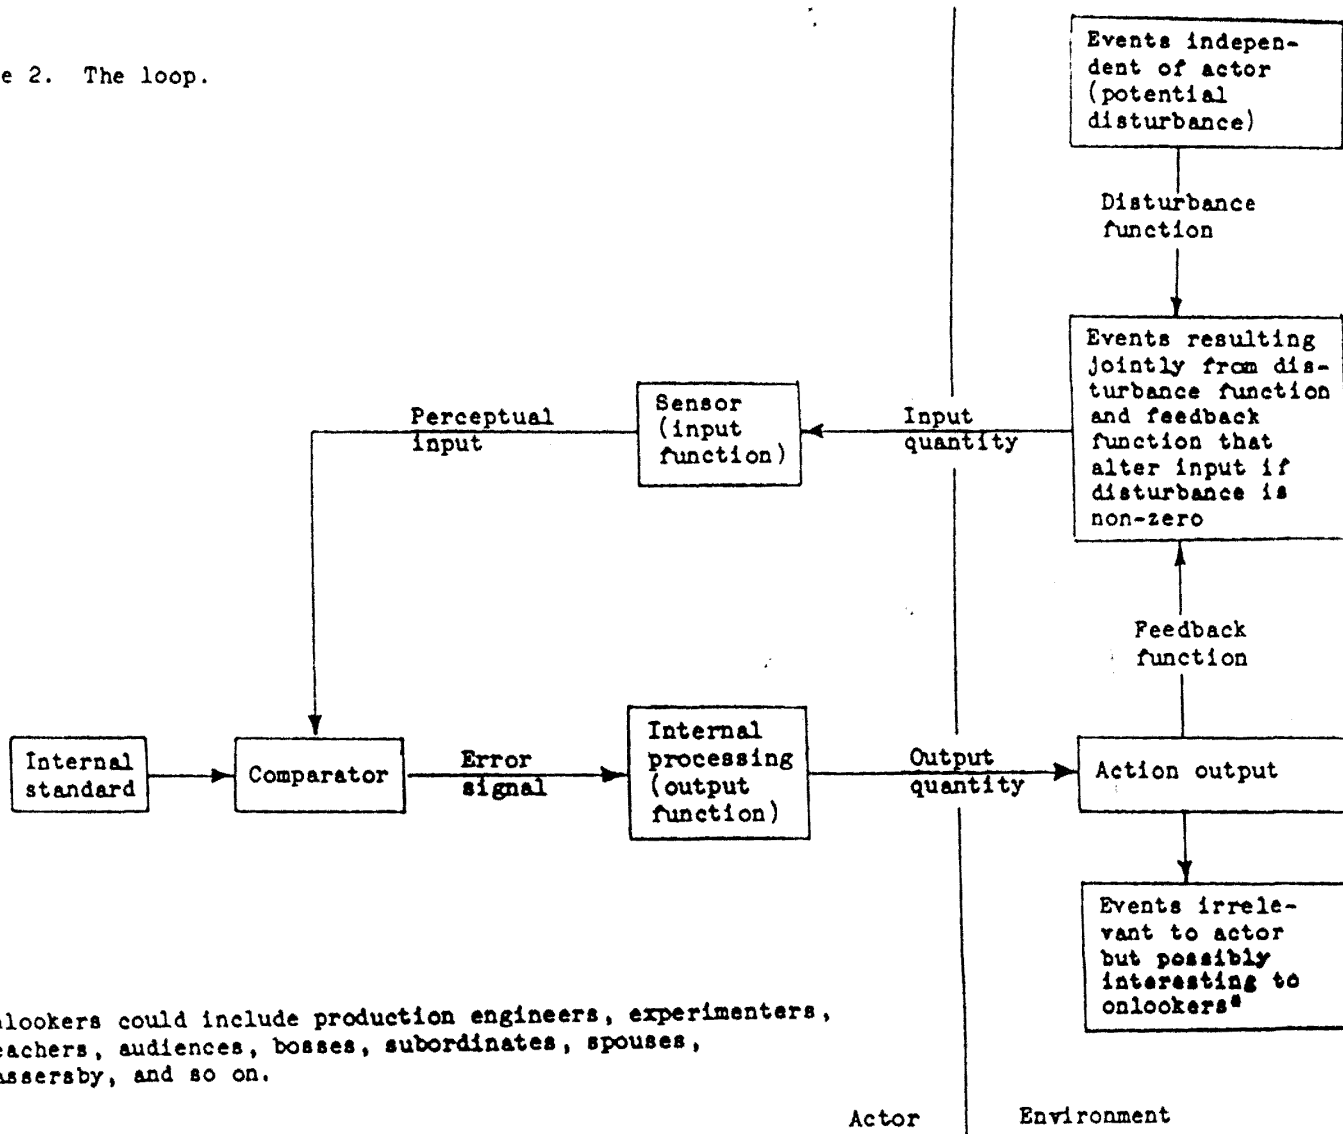 e 2. The loop.
Events indepen-
dent of actor
(potential
disturbance)
Disturbance
function
Events resulting
jointly from dis-
turbance function
and feedback
function that
alter input if
disturbance is
non-zero
Input
quantity
Sensor
(input
function)
Perceptual
input
Feedback
function
Internal
standard
Comparator
Error
signal
Internal
processing
(output
function)
Output
quantity
Action output
Events irrele-
vant to actor
but possibly
interesting to
onlookers*
nlookers could include production engineers, experimenters,
eachers, audiences, bosses, subordinates, spouses,
assersby, and so on.
Actor
Environment